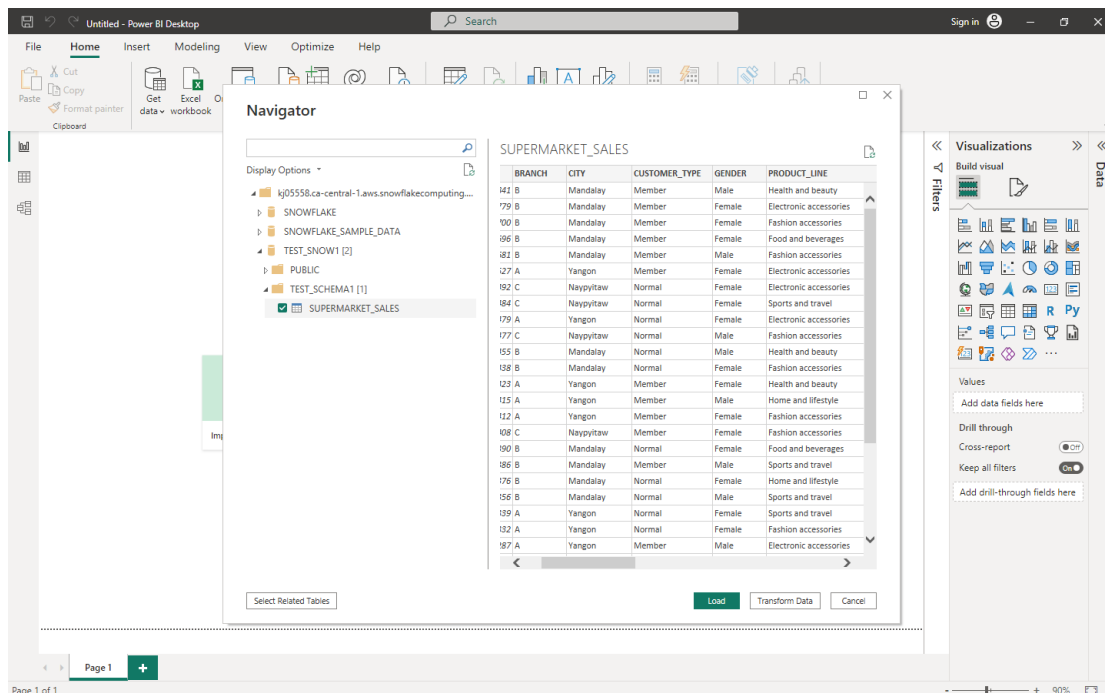 Untitled - Power BI Desktop
Search
Sign in
File Home Insert Modeling View Optimize Help
Paste
Cut
Copy
Format painter
Clipboard
Get data
Excel workbook
Navigator
Display Options
kj05558.ca-central-1.aws.snowflakecomputing....
SNOWFLAKE
SNOWFLAKE_SAMPLE_DATA
TEST_SNOW1 [2]
PUBLIC
TEST_SCHEMA1 [1]
SUPERMARKET_SALES
SUPERMARKET_SALES
BRANCH CITY CUSTOMER_TYPE GENDER PRODUCT_LINE
B Mandalay Member Male Health and beauty
B Mandalay Member Female Electronic accessories
B Mandalay Member Female Fashion accessories
B Mandalay Member Female Food and beverages
B Mandalay Member Male Fashion accessories
A Yangon Member Female Electronic accessories
C Naypyitaw Normal Female Electronic accessories
C Naypyitaw Normal Female Sports and travel
A Yangon Normal Female Electronic accessories
C Naypyitaw Normal Male Fashion accessories
B Mandalay Normal Male Health and beauty
B Mandalay Normal Female Fashion accessories
A Yangon Member Female Health and beauty
A Yangon Member Male Home and lifestyle
A Yangon Member Female Fashion accessories
C Naypyitaw Member Female Fashion accessories
B Mandalay Normal Female Food and beverages
B Mandalay Member Male Sports and travel
B Mandalay Normal Female Home and lifestyle
B Mandalay Normal Male Sports and travel
A Yangon Normal Female Sports and travel
A Yangon Normal Female Fashion accessories
A Yangon Member Male Electronic accessories
Select Related Tables
Load
Transform Data
Cancel
Filters
Visualizations
Build visual
R Py
123
Values
Add data fields here
Drill through
Cross-report
Off
Keep all filters
On
Add drill-through fields here
Data
Page 1
Page 1 of 1
90%